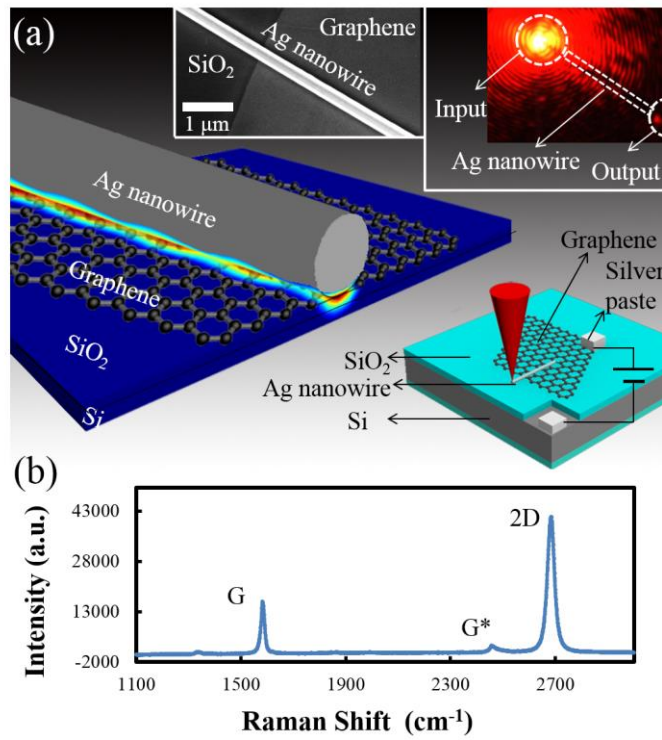 (a)
Graphene
Ag nanowire
SiO2
1 μm
Input
Ag nanowire
Output
Ag nanowire
Graphene
SiO2
Si
Graphene
Silver
paste
SiO2
Ag nanowire
Si
(b)
Intensity (a.u.)
43000
28000
13000
-2000
G
G*
2D
1100
1500
1900
2300
2700
Raman Shift (cm-1)